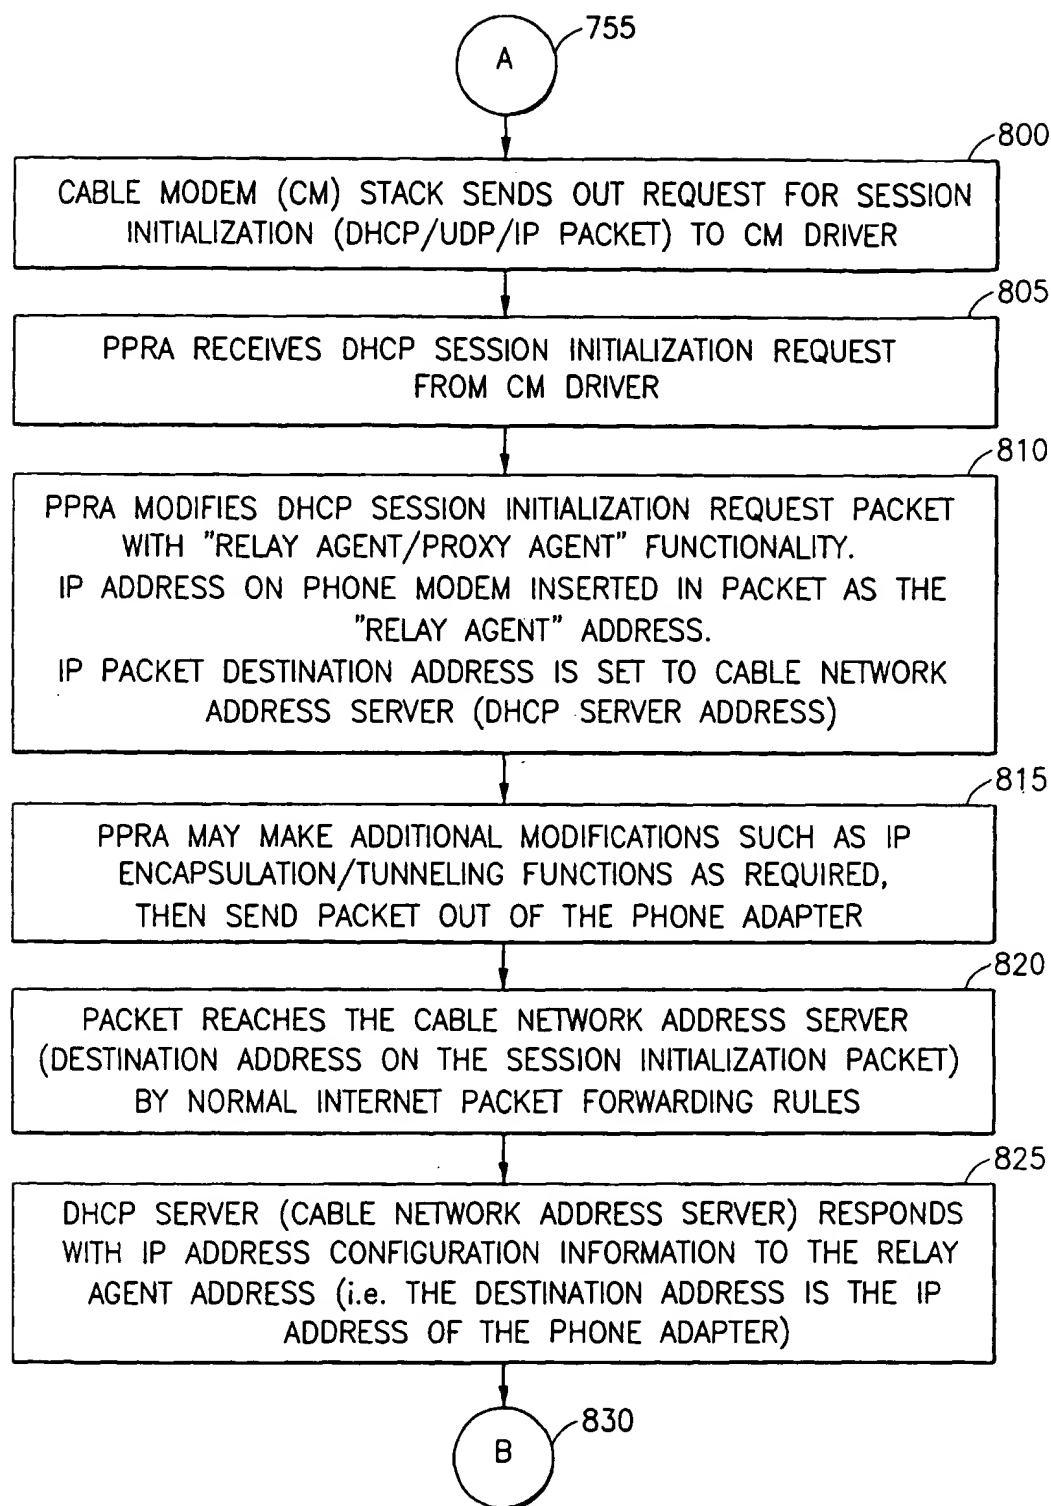 A
755
800
CABLE MODEM (CM) STACK SENDS OUT REQUEST FOR SESSION
INITIALIZATION (DHCP/UDP/IP PACKET) TO CM DRIVER
805
PPRA RECEIVES DHCP SESSION INITIALIZATION REQUEST
FROM CM DRIVER
810
PPRA MODIFIES DHCP SESSION INITIALIZATION REQUEST PACKET
WITH "RELAY AGENT/PROXY AGENT" FUNCTIONALITY.
IP ADDRESS ON PHONE MODEM INSERTED IN PACKET AS THE
"RELAY AGENT" ADDRESS.
IP PACKET DESTINATION ADDRESS IS SET TO CABLE NETWORK
ADDRESS SERVER (DHCP SERVER ADDRESS)
815
PPRA MAY MAKE ADDITIONAL MODIFICATIONS SUCH AS IP
ENCAPSULATION/TUNNELING FUNCTIONS AS REQUIRED,
THEN SEND PACKET OUT OF THE PHONE ADAPTER
820
PACKET REACHES THE CABLE NETWORK ADDRESS SERVER
(DESTINATION ADDRESS ON THE SESSION INITIALIZATION PACKET)
BY NORMAL INTERNET PACKET FORWARDING RULES
825
DHCP SERVER (CABLE NETWORK ADDRESS SERVER) RESPONDS
WITH IP ADDRESS CONFIGURATION INFORMATION TO THE RELAY
AGENT ADDRESS (i.e. THE DESTINATION ADDRESS IS THE IP
ADDRESS OF THE PHONE ADAPTER)
B
830